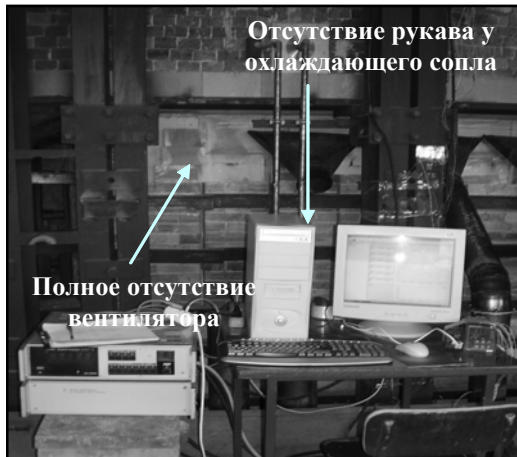 Отсутствие рукава у
охлаждающего сопла
Полное отсутствие
вентилятора